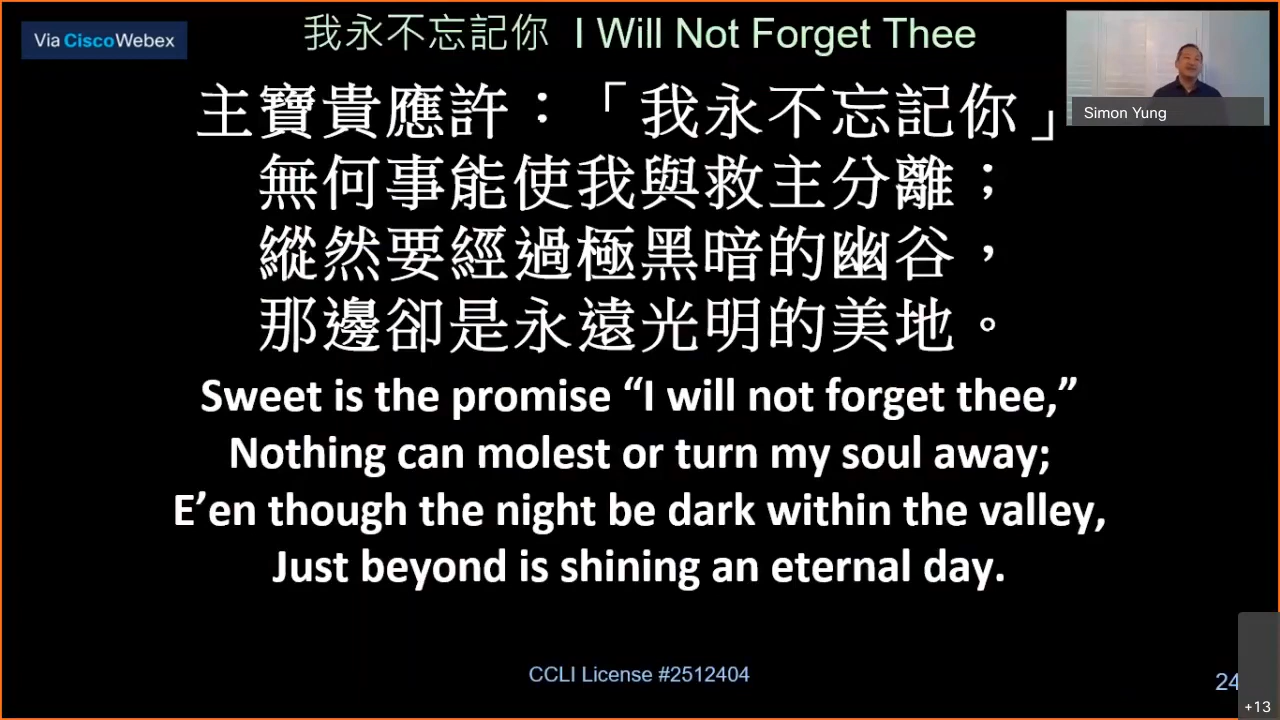 Via Cisco Webex
我永不忘記你 I Will Not Forget Thee
Simon Yung
主寶貴應許：「我永不忘記你」
無何事能使我與救主分離；
縱然要經過極黑暗的幽谷，
那邊卻是永遠光明的美地。
Sweet is the promise “I will not forget thee,”
Nothing can molest or turn my soul away;
E’en though the night be dark within the valley,
Just beyond is shining an eternal day.
CCLI License #2512404
24
+13